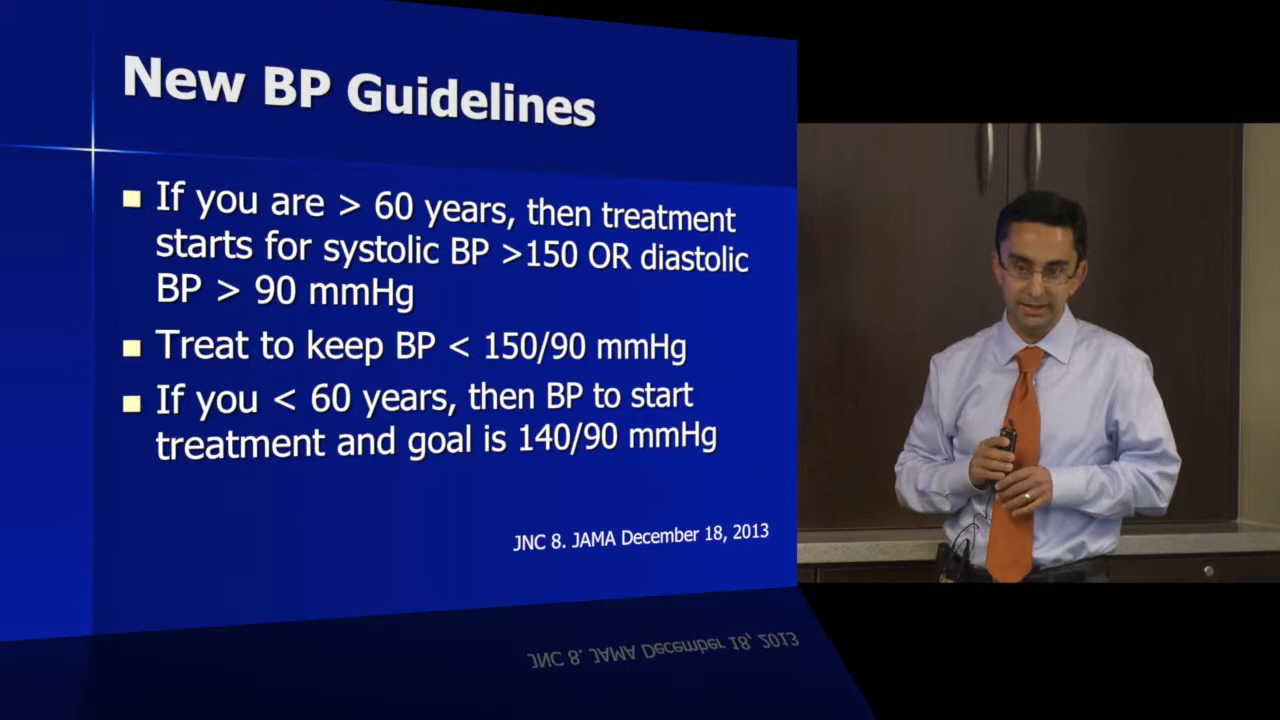 New BP Guidelines
If you are > 60 years, then treatment
starts for systolic BP >150 OR diastolic
BP > 90 mmHg
Treat to keep BP < 150/90 mmHg
If you < 60 years, then BP to start
treatment and goal is 140/90 mmHg
JNC 8. JAMA December 18, 2013
JNC 8. JAMA December 18, 2013